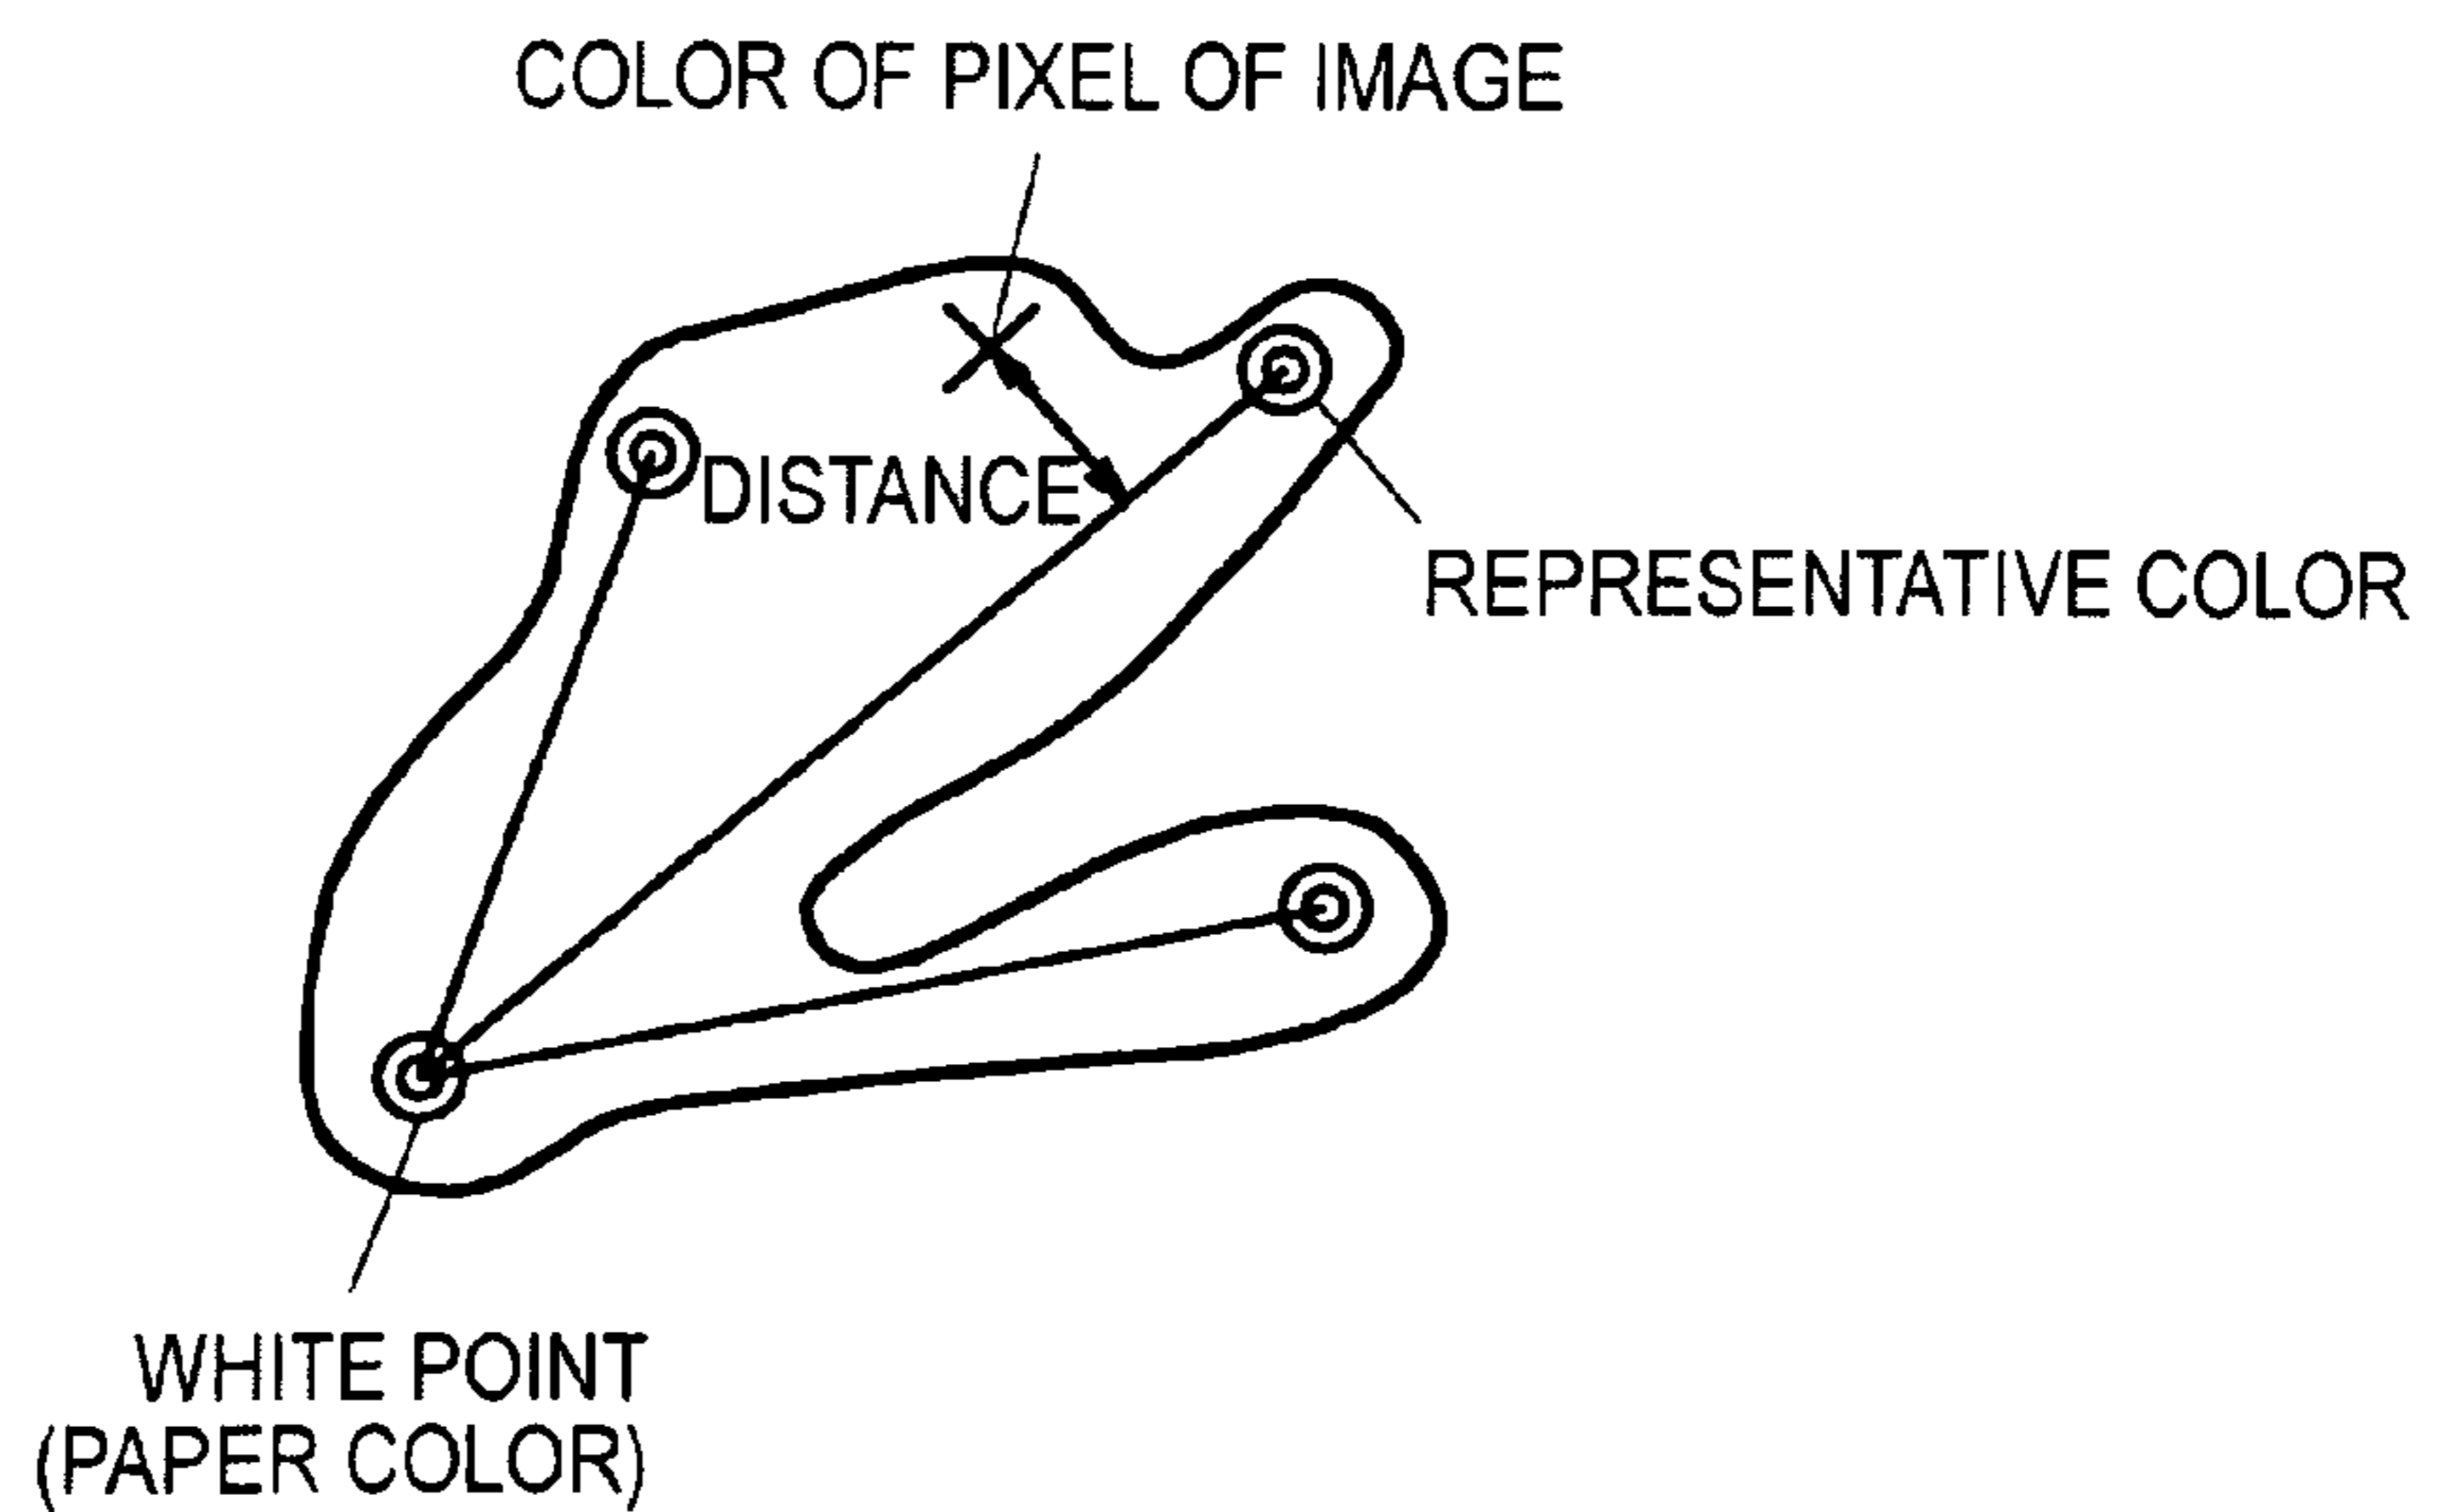 COLOR OF PIXEL OF IMAGE
DISTANCE
REPRESENTATIVE COLOR
WHITE POINT
(PAPER COLOR)